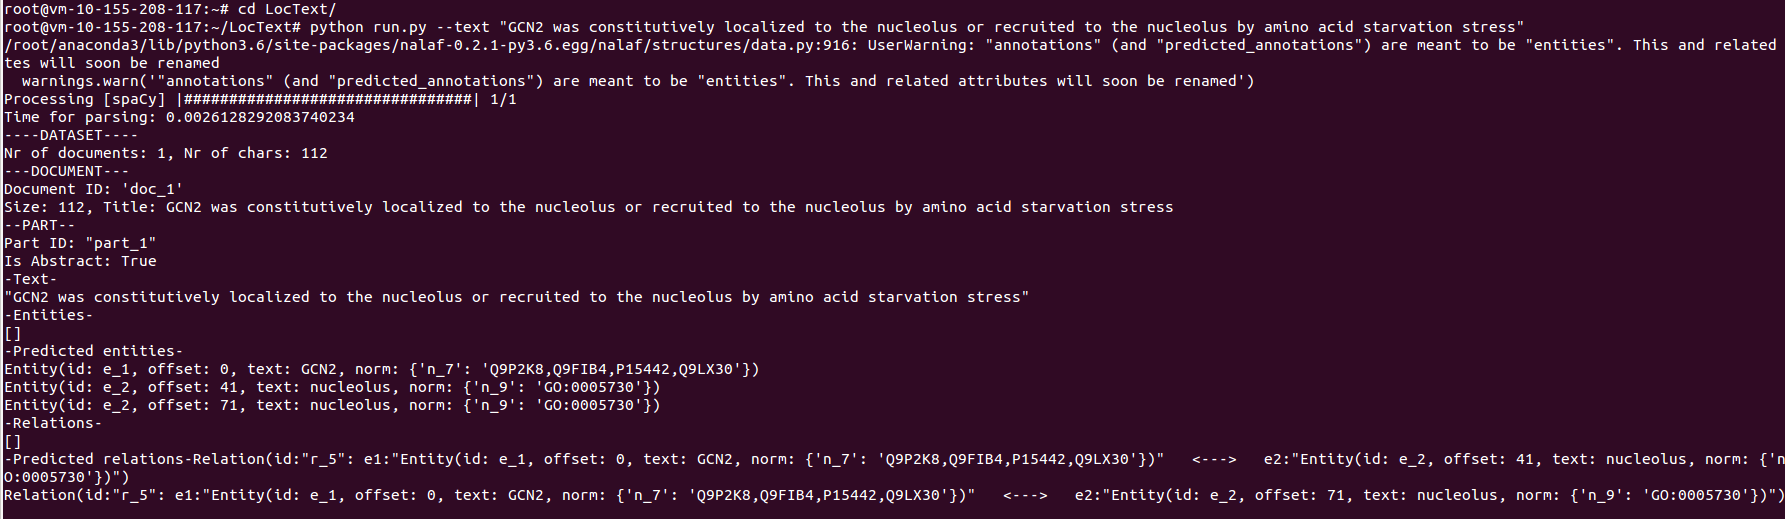 root@vm-10-155-208-117:~# cd LocText/
root@vm-10-155-208-117:~/LocText# python run.py --text "GCN2 was constitutively localized to the nucleolus or recruited to the nucleolus by amino acid starvation stress"
/root/anaconda3/lib/python3.6/site-packages/nalaf-0.2.1-py3.6.egg/nalaf/structures/data.py:916: UserWarning: "annotations" (and "predicted_annotations") are meant to be "entities". This and related
tes will soon be renamed
  warnings.warn('"annotations" (and "predicted_annotations") are meant to be "entities". This and related attributes will soon be renamed')
Processing [spaCy] |################################| 1/1
Time for parsing: 0.0026128292083740234
----DATASET----
Nr of documents: 1, Nr of chars: 112
---DOCUMENT---
Document ID: 'doc_1'
Size: 112, Title: GCN2 was constitutively localized to the nucleolus or recruited to the nucleolus by amino acid starvation stress
--PART--
Part ID: "part_1"
Is Abstract: True
-Text-
"GCN2 was constitutively localized to the nucleolus or recruited to the nucleolus by amino acid starvation stress"
-Entities-
[]
-Predicted entities-
Entity(id: e_1, offset: 0, text: GCN2, norm: {'n_7': 'Q9P2K8,Q9FIB4,P15442,Q9LX30'})
Entity(id: e_2, offset: 41, text: nucleolus, norm: {'n_9': 'GO:0005730'})
Entity(id: e_2, offset: 71, text: nucleolus, norm: {'n_9': 'GO:0005730'})
-Relations-
[]
-Predicted relations-Relation(id:"r_5": e1:"Entity(id: e_1, offset: 0, text: GCN2, norm: {'n_7': 'Q9P2K8,Q9FIB4,P15442,Q9LX30'})"   <--->   e2:"Entity(id: e_2, offset: 41, text: nucleolus, norm: {'n
O:0005730'})")
Relation(id:"r_5": e1:"Entity(id: e_1, offset: 0, text: GCN2, norm: {'n_7': 'Q9P2K8,Q9FIB4,P15442,Q9LX30'})"   <--->   e2:"Entity(id: e_2, offset: 71, text: nucleolus, norm: {'n_9': 'GO:0005730'})")